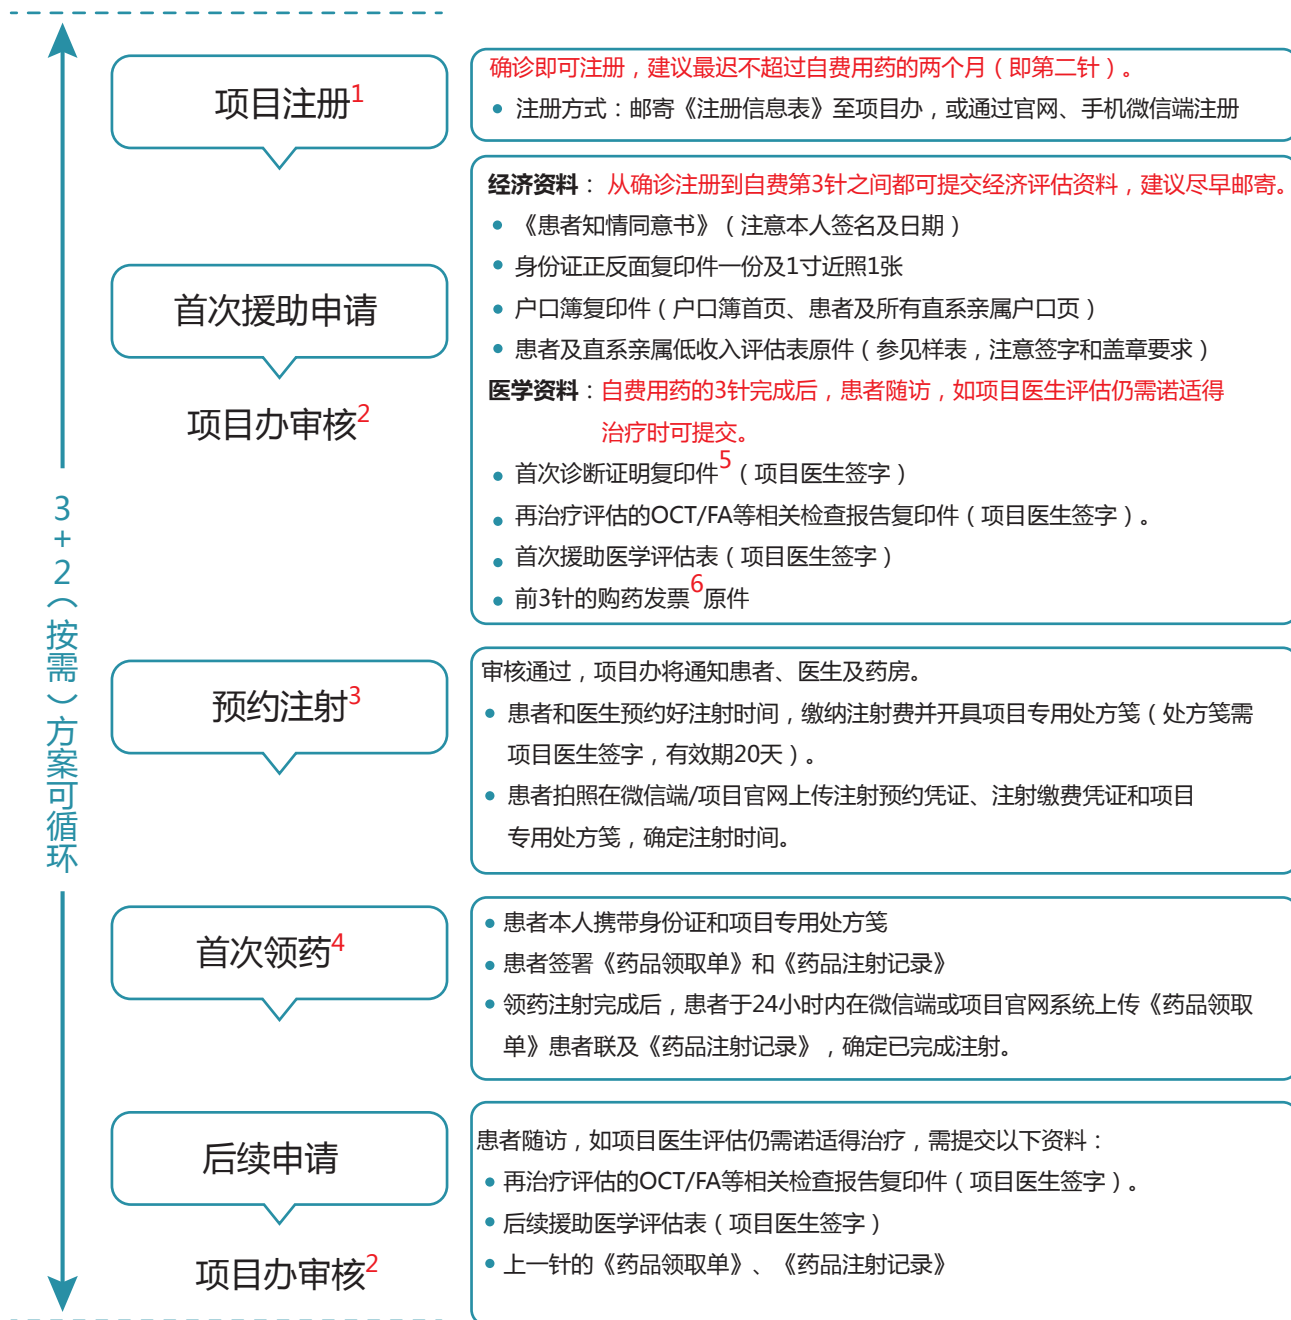 项目注册1
确诊即可注册，建议最迟不超过自费用药的两个月（即第二针）。
• 注册方式：邮寄《注册信息表》至项目办，或通过官网、手机微信端注册
首次援助申请
项目办审核2
经济资料： 从确诊注册到自费第3针之间都可提交经济评估资料，建议尽早邮寄。
• 《患者知情同意书》（注意本人签名及日期）
• 身份证正反面复印件一份及1寸近照1张
• 户口簿复印件（户口簿首页、患者及所有直系亲属户口页）
• 患者及直系亲属低收入评估表原件（参见样表，注意签字和盖章要求）
医学资料：自费用药的3针完成后，患者随访，如项目医生评估仍需诺适得
治疗时可提交。
• 首次诊断证明复印件5（项目医生签字）
• 再治疗评估的OCT/FA等相关检查报告复印件（项目医生签字）。
• 首次援助医学评估表（项目医生签字）
• 前3针的购药发票6原件
3+2（按需）方案可循环
预约注射3
审核通过，项目办将通知患者、医生及药房。
• 患者和医生预约好注射时间，缴纳注射费并开具项目专用处方笺（处方笺需
项目医生签字，有效期20天）。
• 患者拍照在微信端/项目官网上传注射预约凭证、注射缴费凭证和项目
专用处方笺，确定注射时间。
首次领药4
• 患者本人携带身份证和项目专用处方笺
• 患者签署《药品领取单》和《药品注射记录》
• 领药注射完成后，患者于24小时内在微信端或项目官网系统上传《药品领取
单》患者联及《药品注射记录》，确定已完成注射。
后续申请
项目办审核2
患者随访，如项目医生评估仍需诺适得治疗，需提交以下资料：
• 再治疗评估的OCT/FA等相关检查报告复印件（项目医生签字）。
• 后续援助医学评估表（项目医生签字）
• 上一针的《药品领取单》、《药品注射记录》